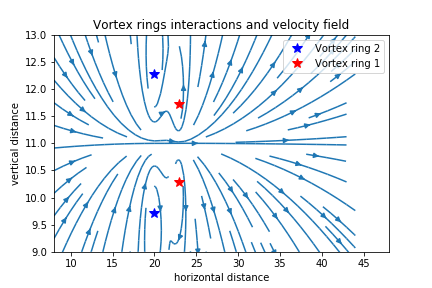 Vortex rings interactions and velocity field
Vortex ring 2
Vortex ring 1
vertical distance
13.0
12.5
12.0
11.5
11.0
10.5
10.0
9.5
9.0
10 15 20 25 30 35 40 45
horizontal distance